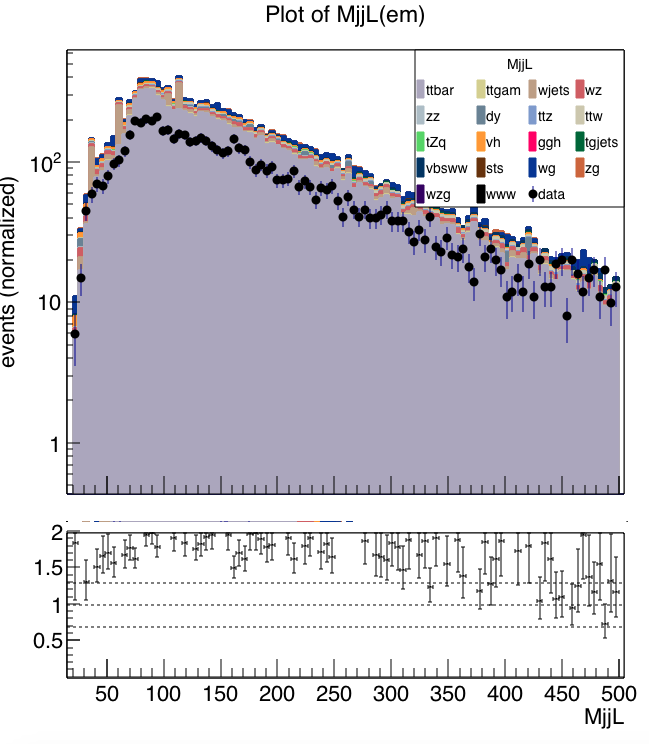 Plot of MjjL(em)
MjjL
ttbar ttgam wjets wz
zz dy ttz ttw
tZq vh ggh tgjets
vbsww sts wg zg
wzg www data
events (normalized)
10²
10
1
2
1.5
1
0.5
50 100 150 200 250 300 350 400 450 500
MjjL